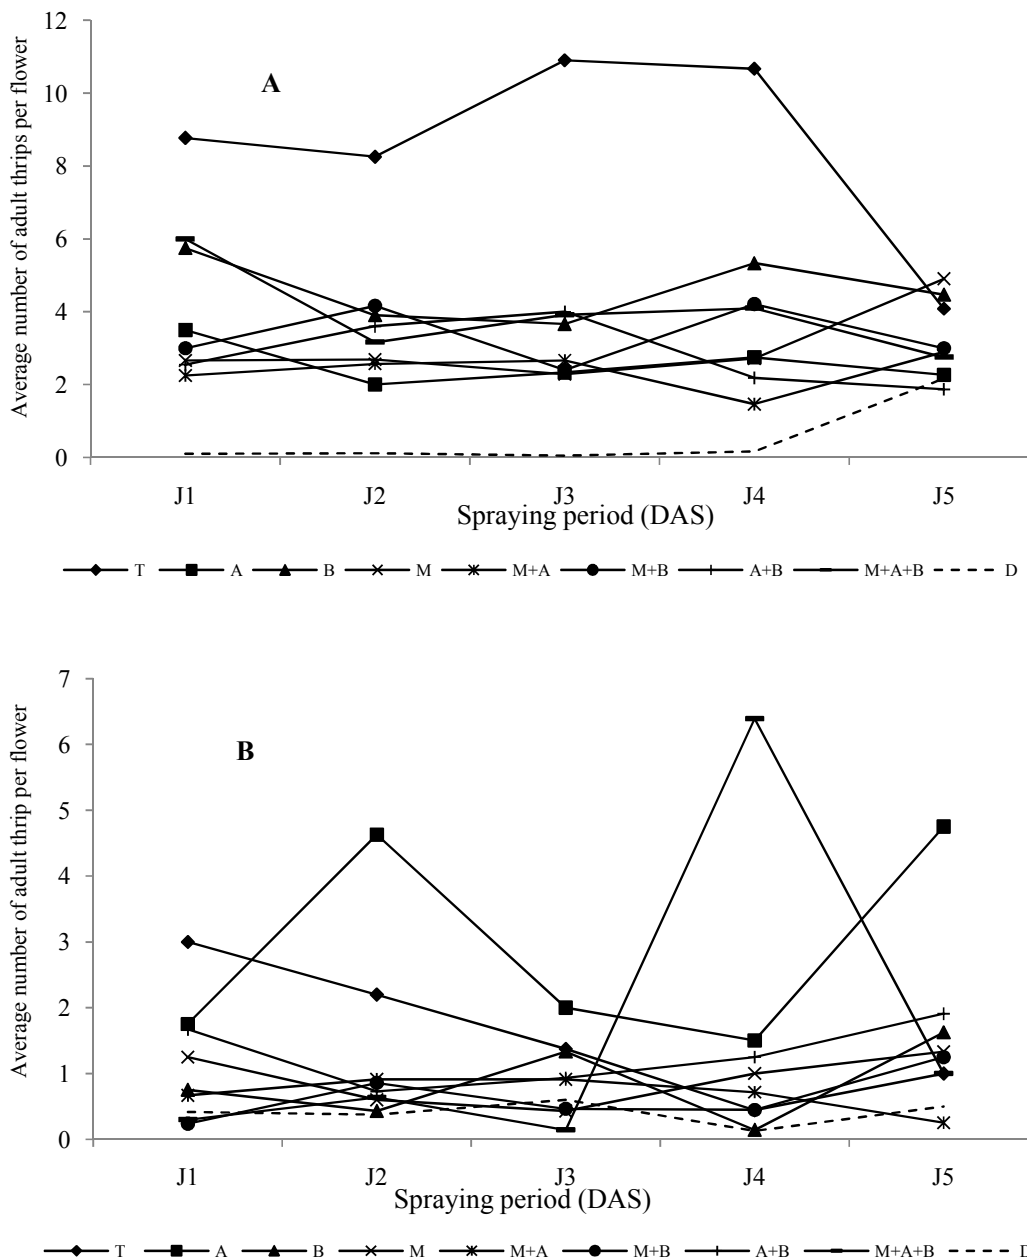 12
10
8
6
4
2
0
Average number of adult thrips per flower
A
J1 J2 J3 J4 J5
Spraying period (DAS)
T A B M M+A M+B A+B M+A+B D
7
6
5
4
3
2
1
0
Average number of adult thrip per flower
B
J1 J2 J3 J4 J5
Spraying period (DAS)
T A B M M+A M+B A+B M+A+B D